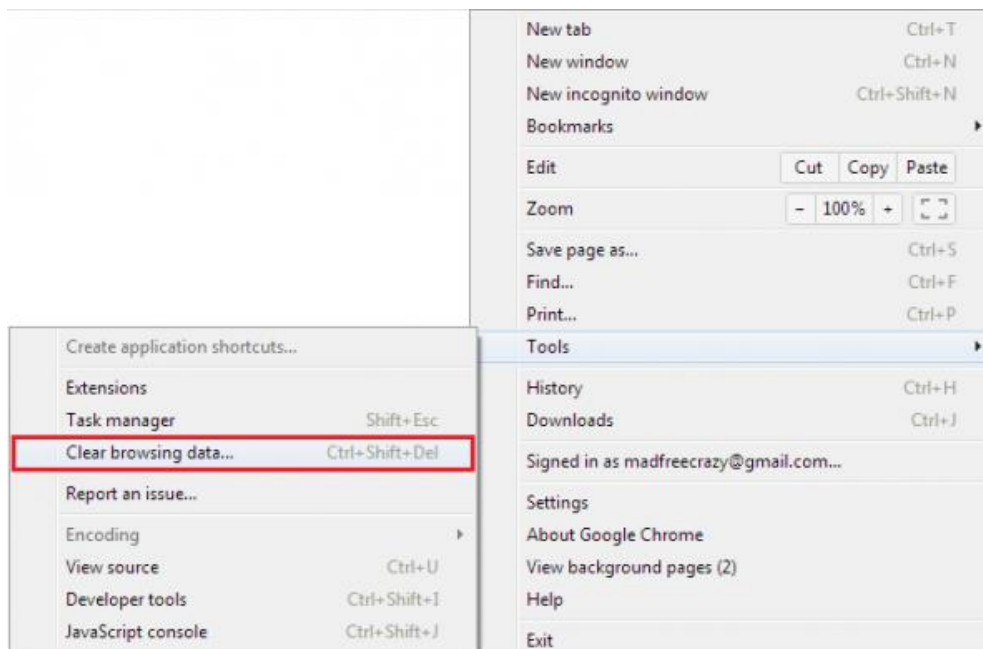 New tab Ctrl+T
New window Ctrl+N
New incognito window Ctrl+Shift+N
Bookmarks
Edit Cut Copy Paste
Zoom - 100% +
Save page as... Ctrl+S
Find... Ctrl+F
Print... Ctrl+P
Tools
History Ctrl+H
Downloads Ctrl+J
Signed in as madfreecrazy@gmail.com...
Settings
About Google Chrome
View background pages (2)
Help
Exit
Create application shortcuts...
Extensions
Task manager Shift+Esc
Clear browsing data... Ctrl+Shift+Del
Report an issue...
Encoding
View source Ctrl+U
Developer tools Ctrl+Shift+I
JavaScript console Ctrl+Shift+J